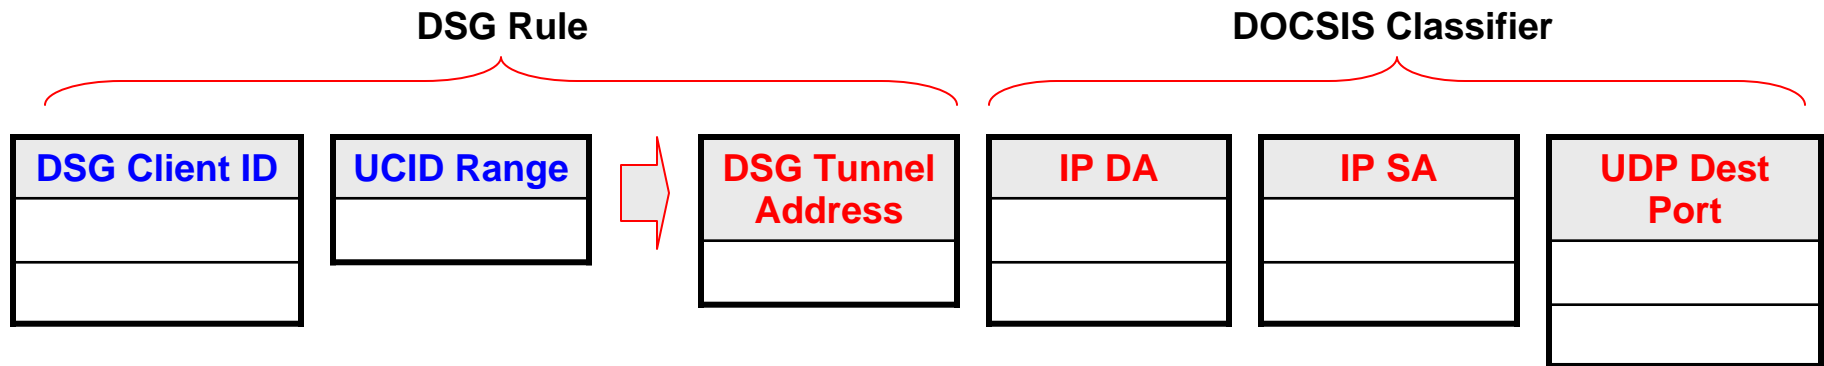 DSG Rule
DOCSIS Classifier
DSG Client ID
UCID Range
DSG Tunnel
Address
IP DA
IP SA
UDP Dest
Port